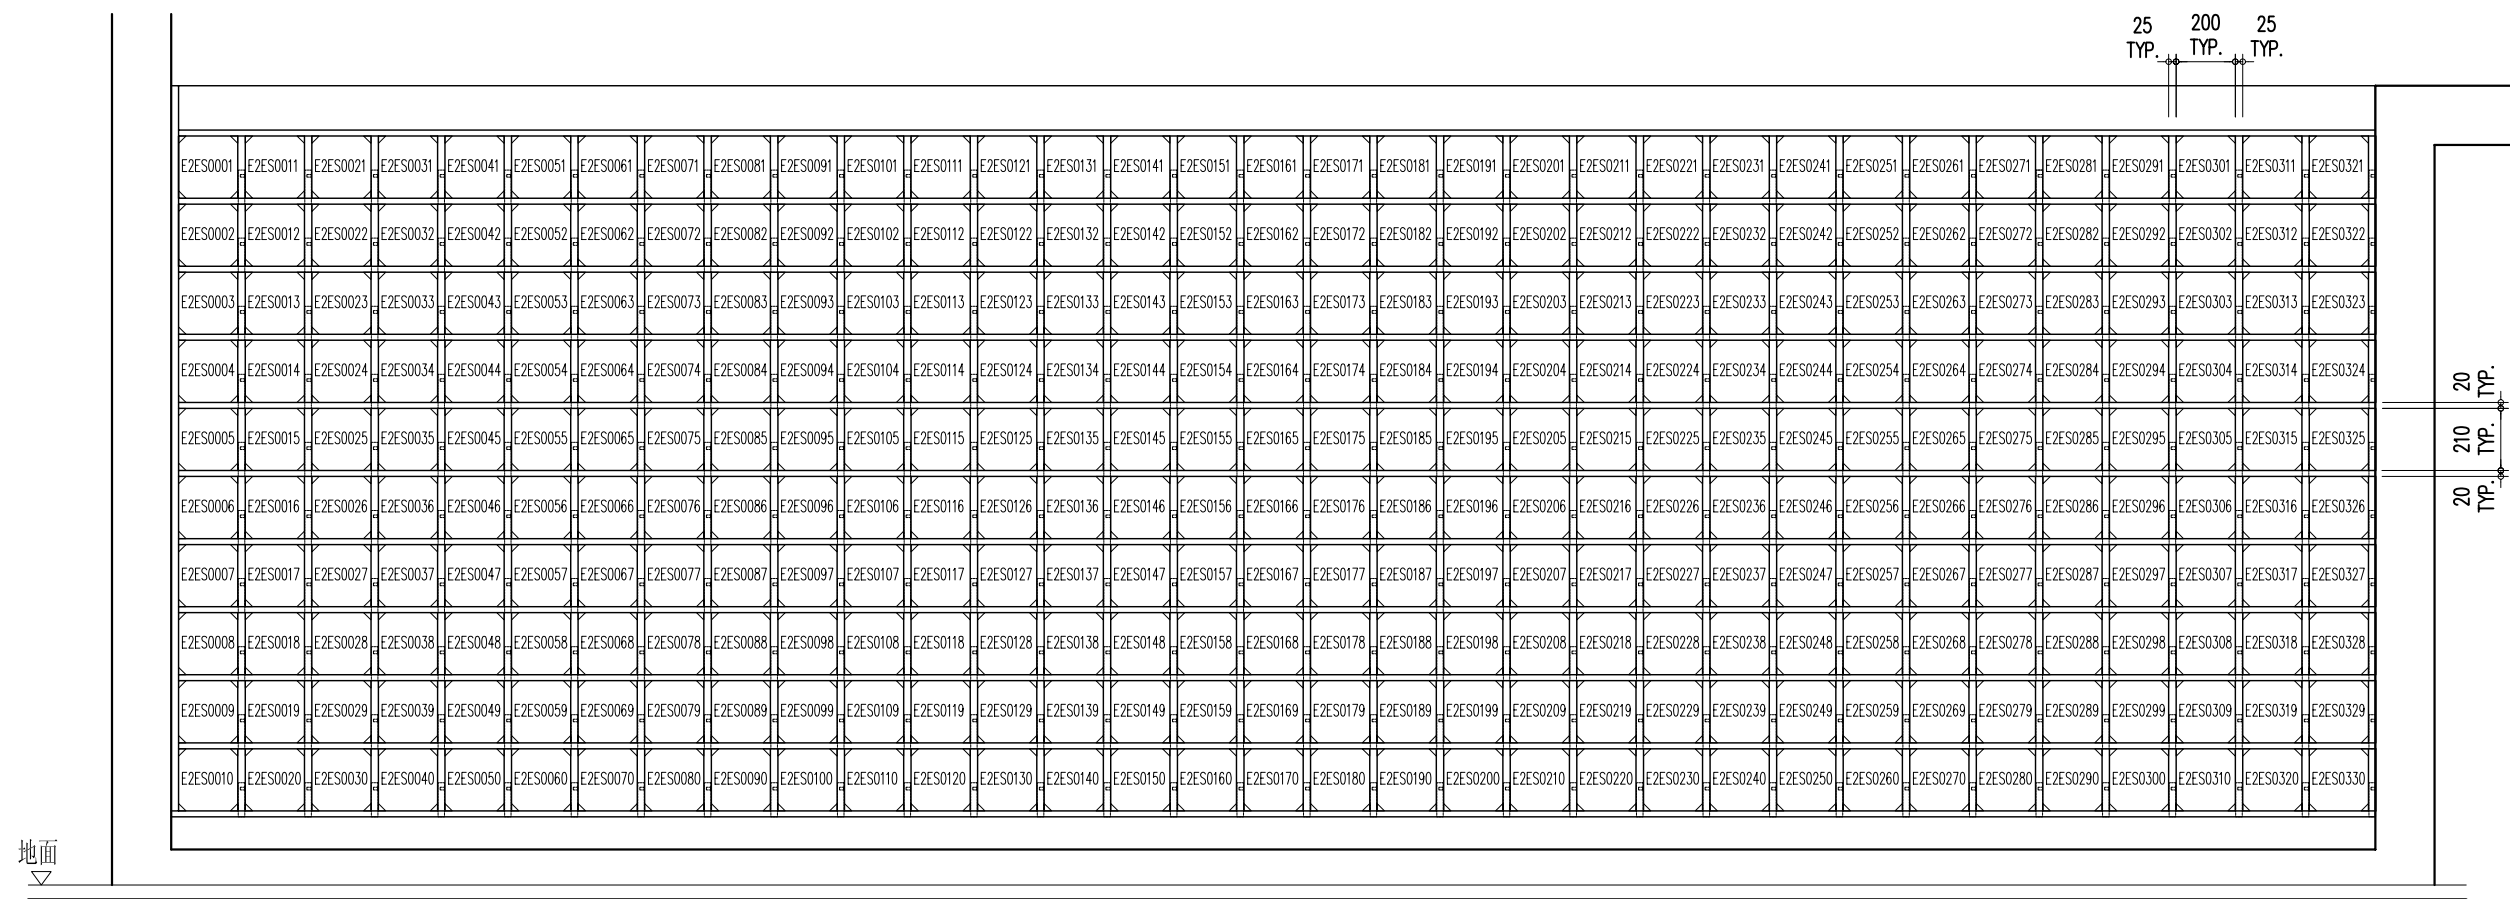 25 200 25
TYP. TYP. TYP.
E2ES0001 E2ES0011 E2ES0021 E2ES0031 E2ES0041 E2ES0051 E2ES0061 E2ES0071 E2ES0081 E2ES0091 E2ES0101 E2ES0111 E2ES0121 E2ES0131 E2ES0141 E2ES0151 E2ES0161 E2ES0171 E2ES0181 E2ES0191 E2ES0201 E2ES0211 E2ES0221 E2ES0231 E2ES0241 E2ES0251 E2ES0261 E2ES0271 E2ES0281 E2ES0291 E2ES0301 E2ES0311 E2ES0321
E2ES0002 E2ES0012 E2ES0022 E2ES0032 E2ES0042 E2ES0052 E2ES0062 E2ES0072 E2ES0082 E2ES0092 E2ES0102 E2ES0112 E2ES0122 E2ES0132 E2ES0142 E2ES0152 E2ES0162 E2ES0172 E2ES0182 E2ES0192 E2ES0202 E2ES0212 E2ES0222 E2ES0232 E2ES0242 E2ES0252 E2ES0262 E2ES0272 E2ES0282 E2ES0292 E2ES0302 E2ES0312 E2ES0322
E2ES0003 E2ES0013 E2ES0023 E2ES0033 E2ES0043 E2ES0053 E2ES0063 E2ES0073 E2ES0083 E2ES0093 E2ES0103 E2ES0113 E2ES0123 E2ES0133 E2ES0143 E2ES0153 E2ES0163 E2ES0173 E2ES0183 E2ES0193 E2ES0203 E2ES0213 E2ES0223 E2ES0233 E2ES0243 E2ES0253 E2ES0263 E2ES0273 E2ES0283 E2ES0293 E2ES0303 E2ES0313 E2ES0323
E2ES0004 E2ES0014 E2ES0024 E2ES0034 E2ES0044 E2ES0054 E2ES0064 E2ES0074 E2ES0084 E2ES0094 E2ES0104 E2ES0114 E2ES0124 E2ES0134 E2ES0144 E2ES0154 E2ES0164 E2ES0174 E2ES0184 E2ES0194 E2ES0204 E2ES0214 E2ES0224 E2ES0234 E2ES0244 E2ES0254 E2ES0264 E2ES0274 E2ES0284 E2ES0294 E2ES0304 E2ES0314 E2ES0324
20
TYP.
E2ES0005 E2ES0015 E2ES0025 E2ES0035 E2ES0045 E2ES0055 E2ES0065 E2ES0075 E2ES0085 E2ES0095 E2ES0105 E2ES0115 E2ES0125 E2ES0135 E2ES0145 E2ES0155 E2ES0165 E2ES0175 E2ES0185 E2ES0195 E2ES0205 E2ES0215 E2ES0225 E2ES0235 E2ES0245 E2ES0255 E2ES0265 E2ES0275 E2ES0285 E2ES0295 E2ES0305 E2ES0315 E2ES0325
210
TYP.
E2ES0006 E2ES0016 E2ES0026 E2ES0036 E2ES0046 E2ES0056 E2ES0066 E2ES0076 E2ES0086 E2ES0096 E2ES0106 E2ES0116 E2ES0126 E2ES0136 E2ES0146 E2ES0156 E2ES0166 E2ES0176 E2ES0186 E2ES0196 E2ES0206 E2ES0216 E2ES0226 E2ES0236 E2ES0246 E2ES0256 E2ES0266 E2ES0276 E2ES0286 E2ES0296 E2ES0306 E2ES0316 E2ES0326
20
TYP.
E2ES0007 E2ES0017 E2ES0027 E2ES0037 E2ES0047 E2ES0057 E2ES0067 E2ES0077 E2ES0087 E2ES0097 E2ES0107 E2ES0117 E2ES0127 E2ES0137 E2ES0147 E2ES0157 E2ES0167 E2ES0177 E2ES0187 E2ES0197 E2ES0207 E2ES0217 E2ES0227 E2ES0237 E2ES0247 E2ES0257 E2ES0267 E2ES0277 E2ES0287 E2ES0297 E2ES0307 E2ES0317 E2ES0327
E2ES0008 E2ES0018 E2ES0028 E2ES0038 E2ES0048 E2ES0058 E2ES0068 E2ES0078 E2ES0088 E2ES0098 E2ES0108 E2ES0118 E2ES0128 E2ES0138 E2ES0148 E2ES0158 E2ES0168 E2ES0178 E2ES0188 E2ES0198 E2ES0208 E2ES0218 E2ES0228 E2ES0238 E2ES0248 E2ES0258 E2ES0268 E2ES0278 E2ES0288 E2ES0298 E2ES0308 E2ES0318 E2ES0328
E2ES0009 E2ES0019 E2ES0029 E2ES0039 E2ES0049 E2ES0059 E2ES0069 E2ES0079 E2ES0089 E2ES0099 E2ES0109 E2ES0119 E2ES0129 E2ES0139 E2ES0149 E2ES0159 E2ES0169 E2ES0179 E2ES0189 E2ES0199 E2ES0209 E2ES0219 E2ES0229 E2ES0239 E2ES0249 E2ES0259 E2ES0269 E2ES0279 E2ES0289 E2ES0299 E2ES0309 E2ES0319 E2ES0329
E2ES0010 E2ES0020 E2ES0030 E2ES0040 E2ES0050 E2ES0060 E2ES0070 E2ES0080 E2ES0090 E2ES0100 E2ES0110 E2ES0120 E2ES0130 E2ES0140 E2ES0150 E2ES0160 E2ES0170 E2ES0180 E2ES0190 E2ES0200 E2ES0210 E2ES0220 E2ES0230 E2ES0240 E2ES0250 E2ES0260 E2ES0270 E2ES0280 E2ES0290 E2ES0300 E2ES0310 E2ES0320 E2ES0330
地面